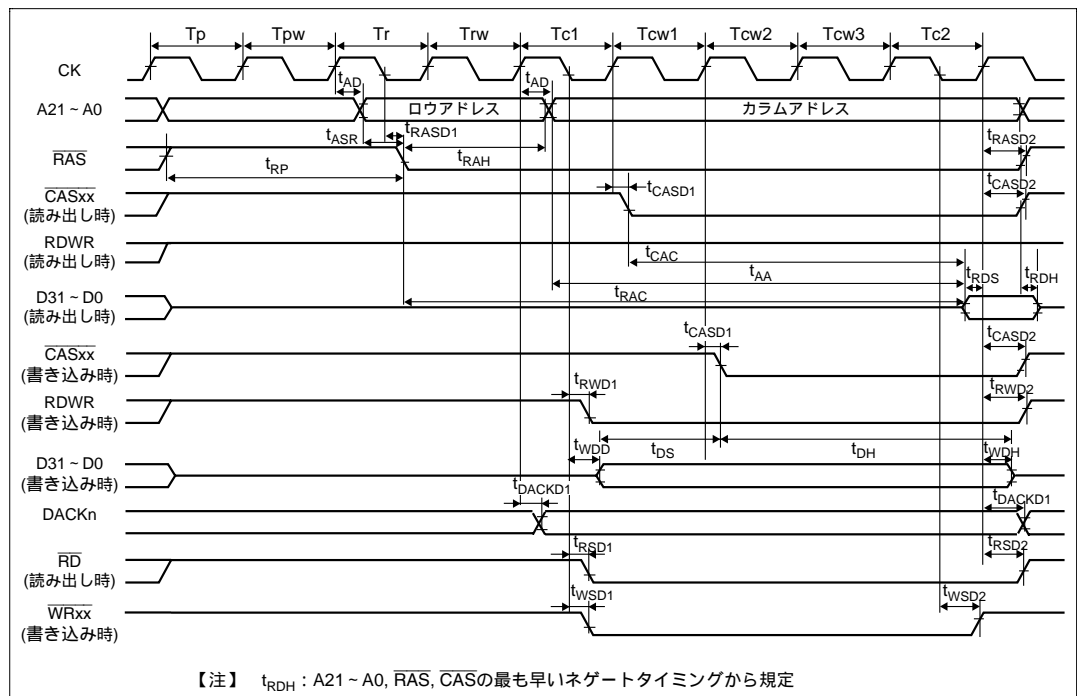 Tp Tpw Tr Trw Tc1 Tcw1 Tcw2 Tcw3 Tc2
CK
tAD tAD
A21 ~ A0 ロウアドレス カラムアドレス
tASR tRASD1 tRASD2
RAS
tRP tRAH
CASxx tCASD1 tCASD2
(読み出し時)
RDWR
(読み出し時)
tCAC
tAA
tRDS tRDH
D31 ~ D0 tRAC
(読み出し時)
tCASD1 tCASD2
CASxx
(書き込み時)
tRWD1 tRWD2
RDWR
(書き込み時)
tWDD tDS tDH tWDH
D31 ~ D0
(書き込み時)
tDACKD1 tDACKD1
DACKn
tRSD1 tRSD2
RD
(読み出し時)
tWSD1 tWSD2
WRxx
(書き込み時)
【注】 tRDH : A21 ~ A0, RAS, CASの最も早いネゲートタイミングから規定